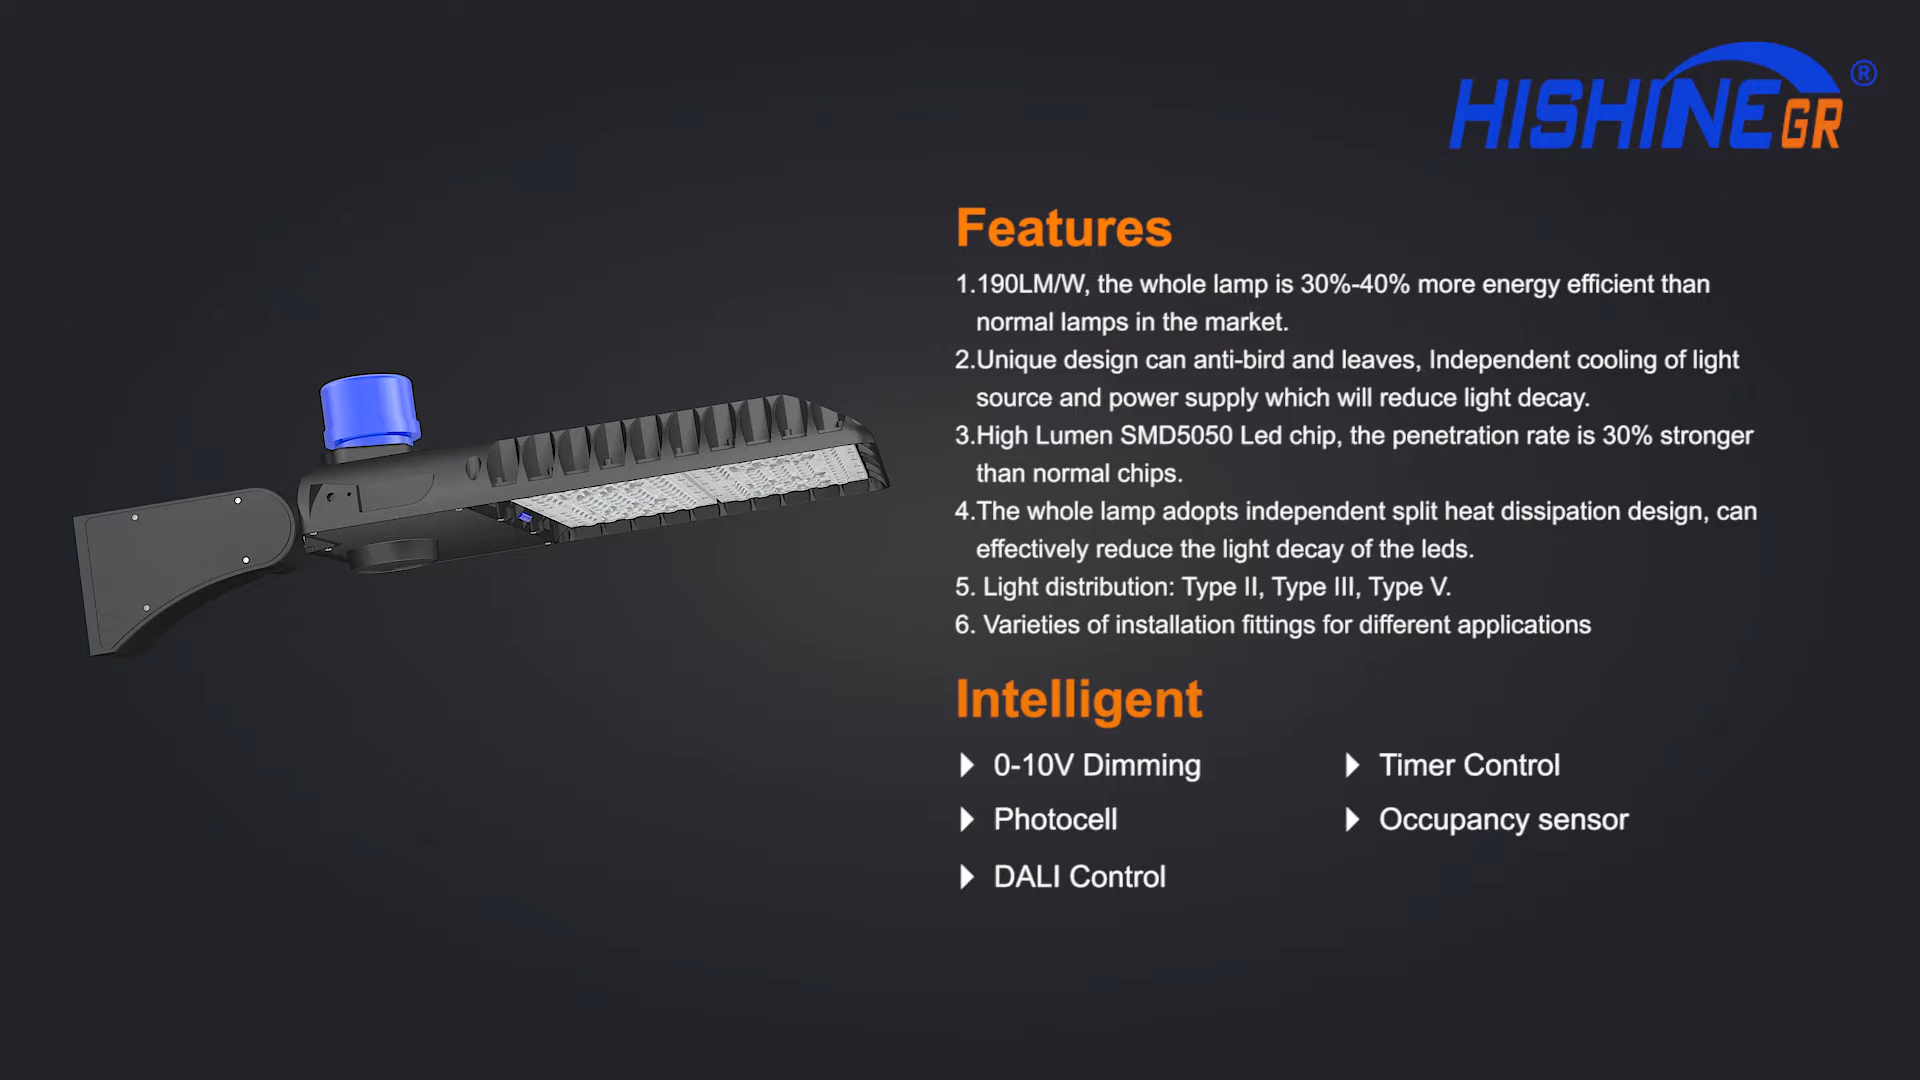 HISHINE GR ®
Features
1.190LM/W, the whole lamp is 30%-40% more energy efficient than
normal lamps in the market.
2.Unique design can anti-bird and leaves, Independent cooling of light
source and power supply which will reduce light decay.
3.High Lumen SMD5050 Led chip, the penetration rate is 30% stronger
than normal chips.
4.The whole lamp adopts independent split heat dissipation design, can
effectively reduce the light decay of the leds.
5. Light distribution: Type II, Type III, Type V.
6. Varieties of installation fittings for different applications
Intelligent
0-10V Dimming
Timer Control
Photocell
Occupancy sensor
DALI Control